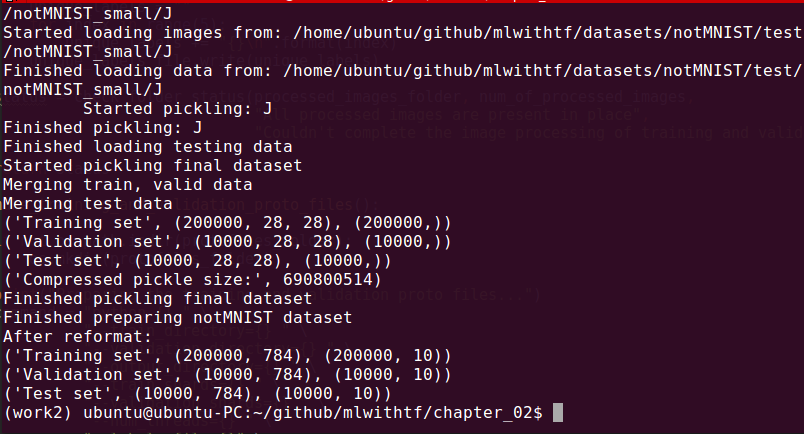 /notMNIST_small/J
Started loading images from: /home/ubuntu/github/mlwithtf/datasets/notMNIST/test
/notMNIST_small/J
Finished loading data from: /home/ubuntu/github/mlwithtf/datasets/notMNIST/test/
notMNIST_small/J
        Started pickling: J
Finished pickling: J
Finished loading testing data
Started pickling final dataset
Merging train, valid data
Merging test data
('Training set', (200000, 28, 28), (200000,))
('Validation set', (10000, 28, 28), (10000,))
('Test set', (10000, 28, 28), (10000,))
('Compressed pickle size:', 690800514)
Finished pickling final dataset
Finished preparing notMNIST dataset
After reformat:
('Training set', (200000, 784), (200000, 10))
('Validation set', (10000, 784), (10000, 10))
('Test set', (10000, 784), (10000, 10))
(work2) ubuntu@ubuntu-PC:~/github/mlwithtf/chapter_02$